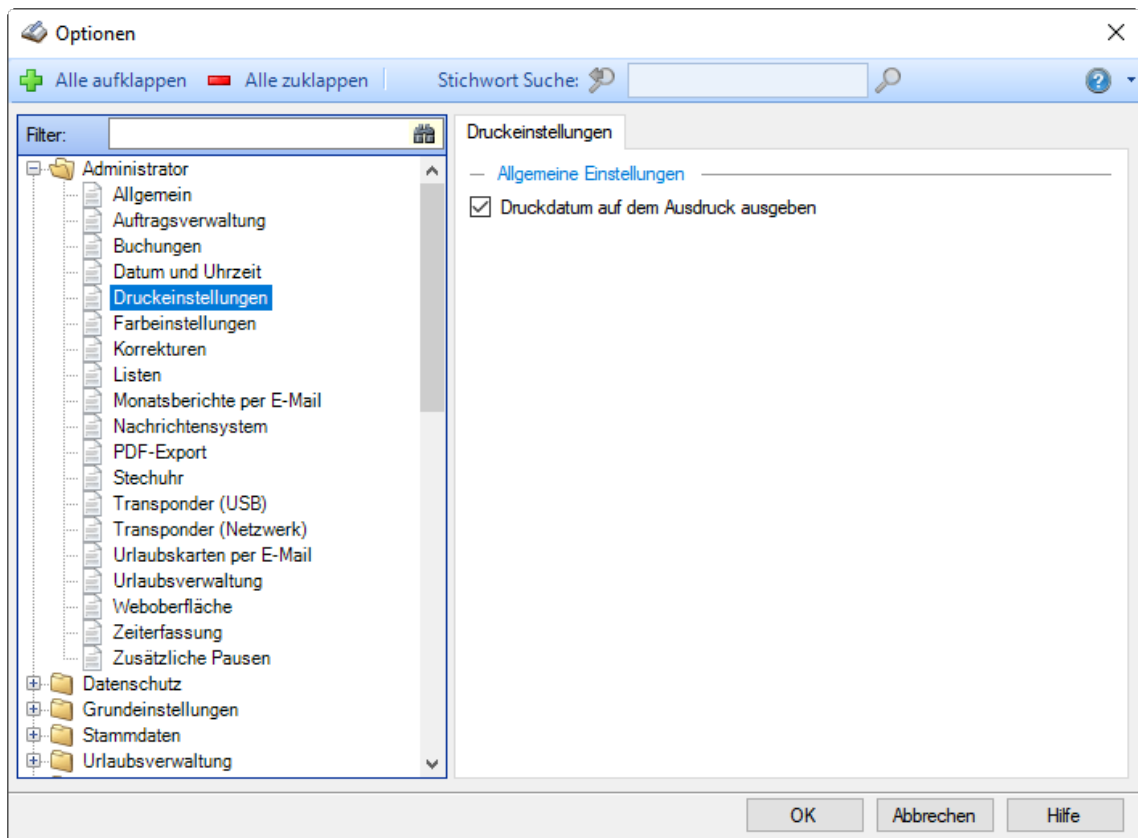 Optionen
Alle aufklappen Alle zuklappen Stichwort Suche:
Filter:
Administrator
Allgemein
Auftragsverwaltung
Buchungen
Datum und Uhrzeit
Druckeinstellungen
Farbeinstellungen
Korrekturen
Listen
Monatsberichte per E-Mail
Nachrichtensystem
PDF-Export
Stechuhr
Transponder (USB)
Transponder (Netzwerk)
Urlaubskarten per E-Mail
Urlaubsverwaltung
Weboberfläche
Zeiterfassung
Zusätzliche Pausen
Datenschutz
Grundeinstellungen
Stammdaten
Urlaubsverwaltung
Druckeinstellungen
Allgemeine Einstellungen
Druckdatum auf dem Ausdruck ausgeben
OK Abbrechen Hilfe